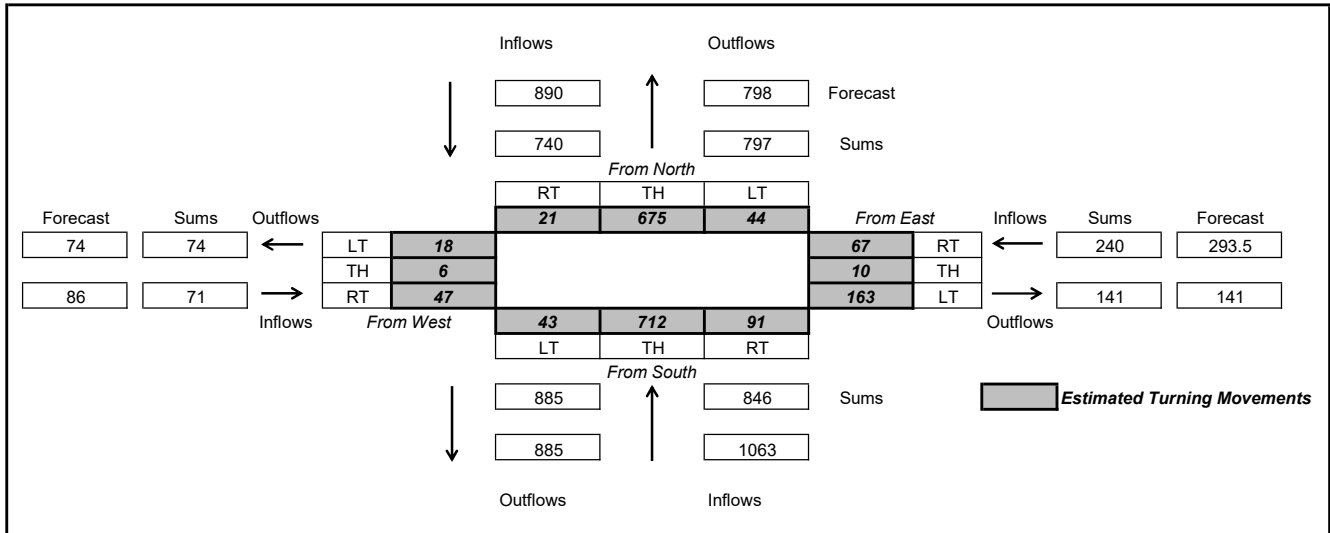 Inflows Outflows
890 798 Forecast
740 797 Sums
From North
RT TH LT
Forecast Sums Outflows 21 675 44 From East Inflows Sums Forecast
74 74 LT 18 67 RT 240 293.5
TH 6 10 TH
86 71 RT 47 163 LT 141 141
Inflows From West 43 712 91 Outflows
LT TH RT
From South
885 846 Sums
Estimated Turning Movements
885 1063
Outflows Inflows